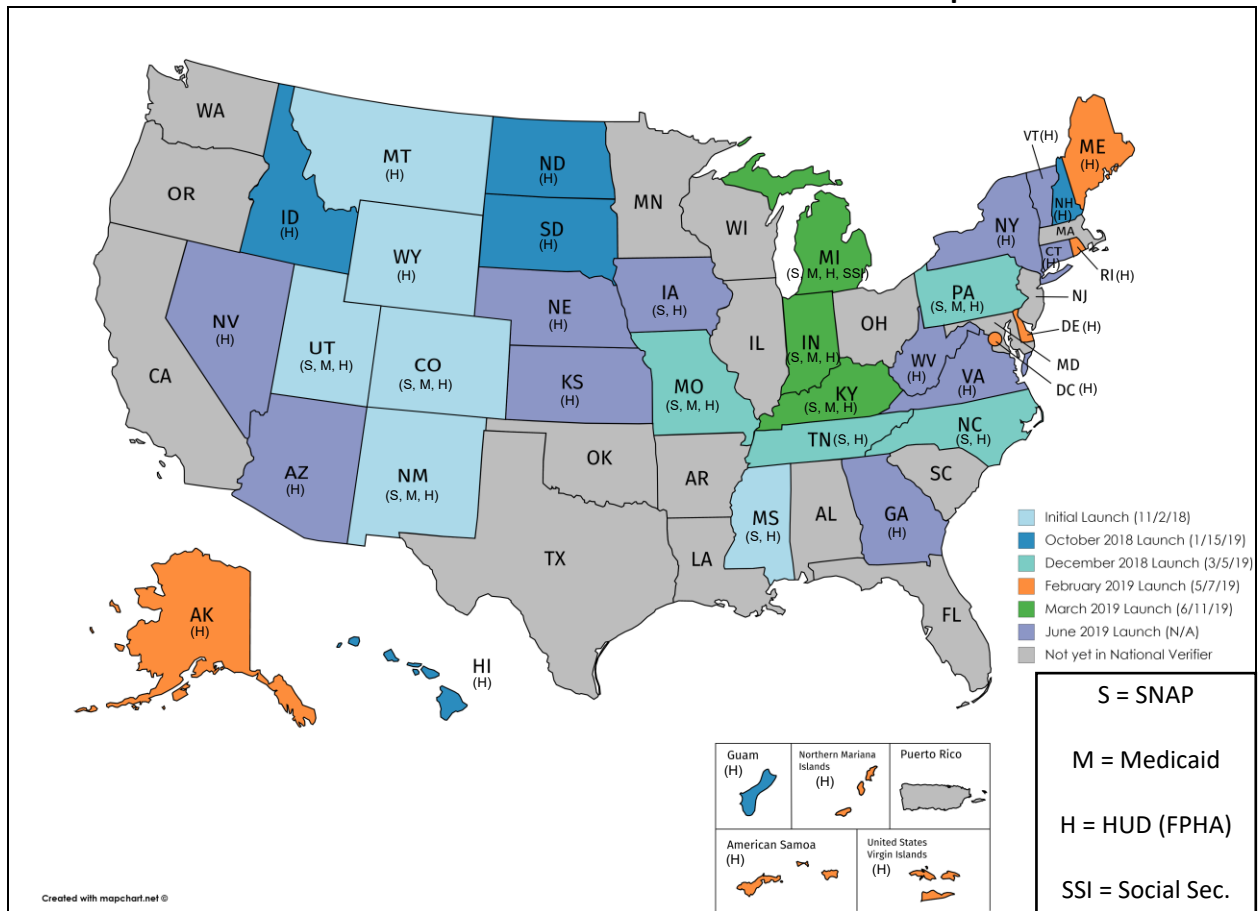 WA
MT
(H)
ND
(H)
MN
VT(H)
ME
(H)
OR
ID
(H)
SD
(H)
WI
NY
(H)
NH
(H)
MA
WY
(H)
MI
(S, M, H, SSI)
CT
(H)
RI(H)
NV
(H)
NE
(H)
IA
(S, H)
PA
(S, M, H)
NJ
UT
(S, M, H)
CO
(S, M, H)
IL
IN
(S, M, H)
OH
DE (H)
CA
KS
(H)
MO
(S, M, H)
WV
(H)
VA
(H)
MD
DC (H)
KY
(S, M, H)
AZ
(H)
NM
(S, M, H)
OK
AR
TN(S, H)
NC
(S, H)
SC
MS
(S, H)
AL
GA
(H)
TX
LA
FL
AK
(H)
HI
(H)
Initial Launch (11/2/18)
October 2018 Launch (1/15/19)
December 2018 Launch (3/5/19)
February 2019 Launch (5/7/19)
March 2019 Launch (6/11/19)
June 2019 Launch (N/A)
Not yet in National Verifier
S = SNAP
M = Medicaid
H = HUD (FPHA)
SSI = Social Sec.
Guam
(H)
Northern Mariana
Islands
(H)
Puerto Rico
American Samoa
(H)
United States
Virgin Islands
(H)
Created with mapchart.net ©